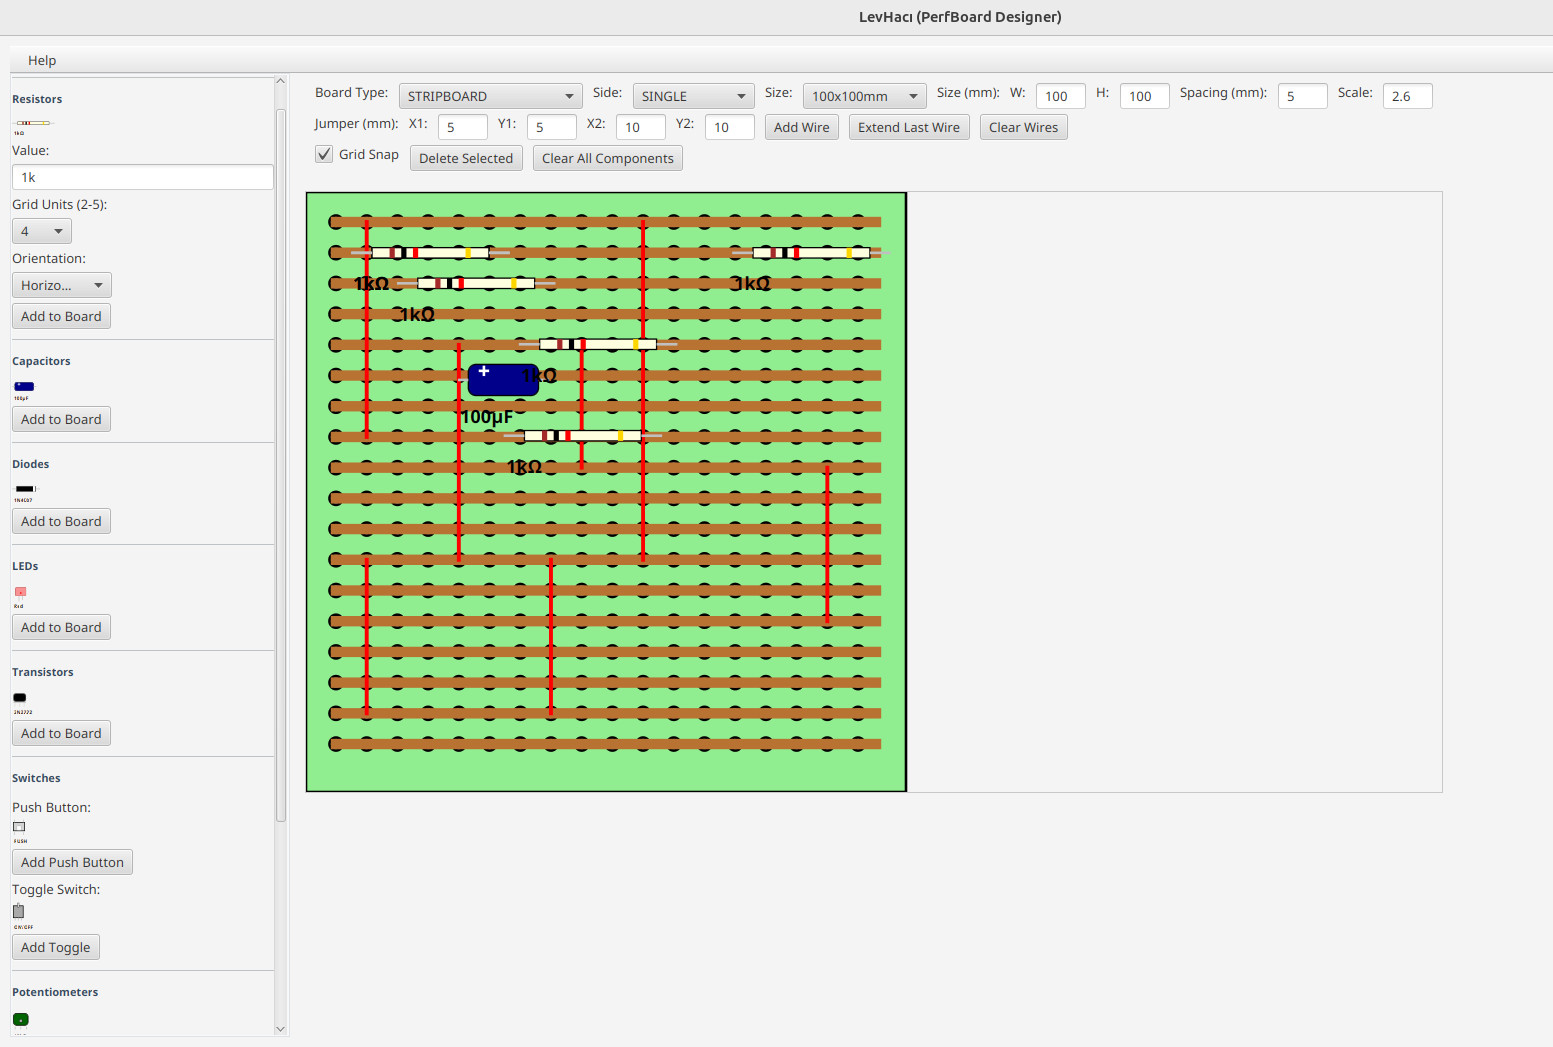 LevHacı (PerfBoard Designer)
Help
Resistors
1kΩ
Value:
1k
Grid Units (2-5):
4
Orientation:
Horizo...
Add to Board
Capacitors
100µF
Add to Board
Diodes
1N4007
Add to Board
LEDs
Red
Add to Board
Transistors
2N2222
Add to Board
Switches
Push Button:
PUSH
Add Push Button
Toggle Switch:
ON/OFF
Add Toggle
Potentiometers
Board Type: STRIPBOARD Side: SINGLE Size: 100x100mm Size (mm): W: 100 H: 100 Spacing (mm): 5 Scale: 2.6
Jumper (mm): X1: 5 Y1: 5 X2: 10 Y2: 10 Add Wire Extend Last Wire Clear Wires
Grid Snap Delete Selected Clear All Components
1kΩ 1kΩ
1kΩ
+ 1kΩ
100µF
1kΩ